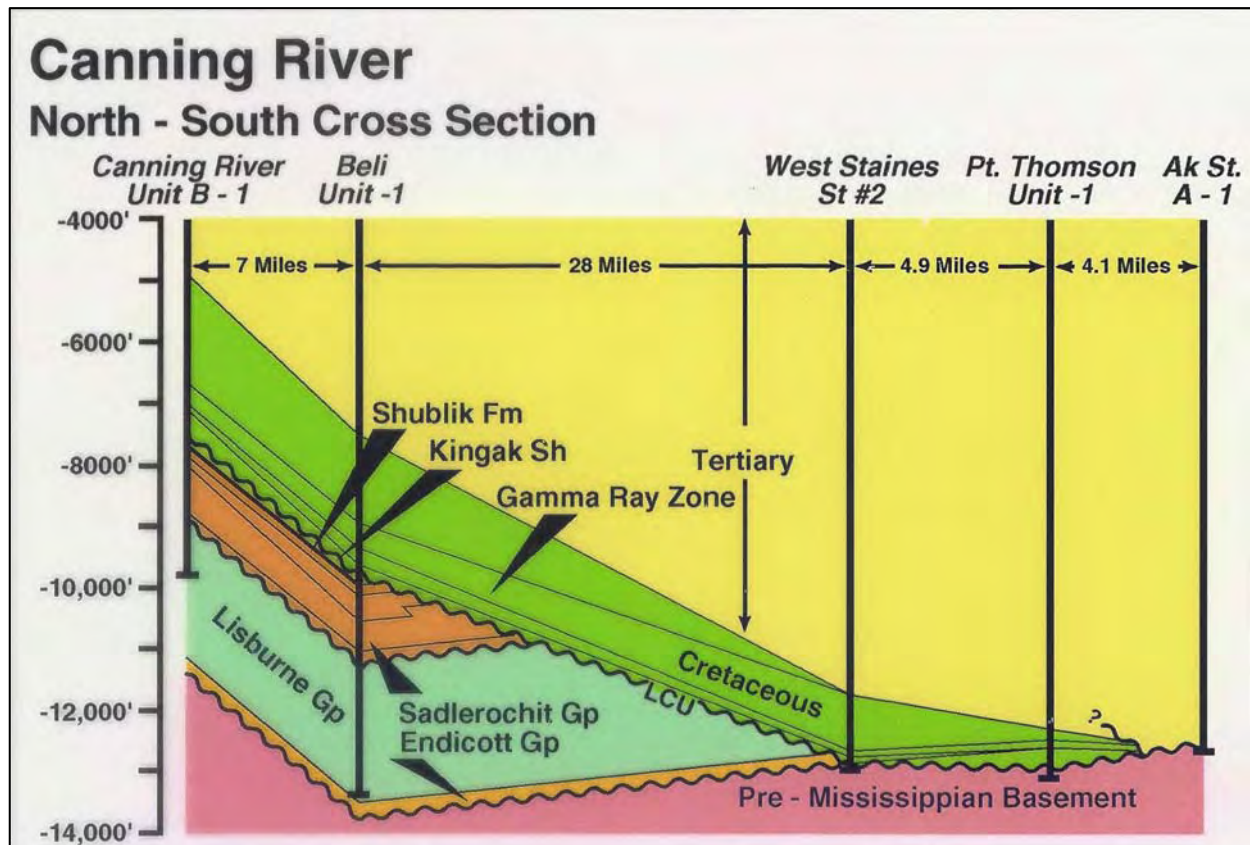 Canning River
North - South Cross Section
Canning River
Unit B - 1
Beli
Unit -1
West Staines
St #2
Pt. Thomson
Unit -1
Ak St.
A - 1
-4000'
-6000'
-8000'
-10,000'
-12,000'
-14,000'
7 Miles
28 Miles
4.9 Miles
4.1 Miles
Shublik Fm
Kingak Sh
Gamma Ray Zone
Tertiary
Lisburne Gp
Sadlerochit Gp
Endicott Gp
LCU
Cretaceous
?
Pre - Mississippian Basement